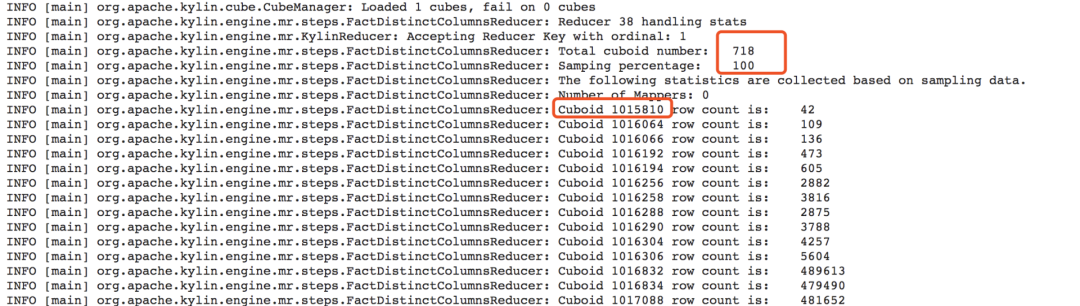 INFO [main] org.apache.kylin.cube.CubeManager: Loaded 1 cubes, fail on 0 cubes
INFO [main] org.apache.kylin.engine.mr.steps.FactDistinctColumnsReducer: Reducer 38 handling stats
INFO [main] org.apache.kylin.engine.mr.KylinReducer: Accepting Reducer Key with ordinal: 1
INFO [main] org.apache.kylin.engine.mr.steps.FactDistinctColumnsReducer: Total cuboid number: 718
INFO [main] org.apache.kylin.engine.mr.steps.FactDistinctColumnsReducer: Samping percentage: 100
INFO [main] org.apache.kylin.engine.mr.steps.FactDistinctColumnsReducer: The following statistics are collected based on sampling data.
INFO [main] org.apache.kylin.engine.mr.steps.FactDistinctColumnsReducer: Number of Mappers: 0
INFO [main] org.apache.kylin.engine.mr.steps.FactDistinctColumnsReducer: Cuboid 1015810 row count is: 42
INFO [main] org.apache.kylin.engine.mr.steps.FactDistinctColumnsReducer: Cuboid 1016064 row count is: 109
INFO [main] org.apache.kylin.engine.mr.steps.FactDistinctColumnsReducer: Cuboid 1016066 row count is: 136
INFO [main] org.apache.kylin.engine.mr.steps.FactDistinctColumnsReducer: Cuboid 1016192 row count is: 473
INFO [main] org.apache.kylin.engine.mr.steps.FactDistinctColumnsReducer: Cuboid 1016194 row count is: 605
INFO [main] org.apache.kylin.engine.mr.steps.FactDistinctColumnsReducer: Cuboid 1016256 row count is: 2882
INFO [main] org.apache.kylin.engine.mr.steps.FactDistinctColumnsReducer: Cuboid 1016258 row count is: 3816
INFO [main] org.apache.kylin.engine.mr.steps.FactDistinctColumnsReducer: Cuboid 1016288 row count is: 2875
INFO [main] org.apache.kylin.engine.mr.steps.FactDistinctColumnsReducer: Cuboid 1016290 row count is: 3788
INFO [main] org.apache.kylin.engine.mr.steps.FactDistinctColumnsReducer: Cuboid 1016304 row count is: 4257
INFO [main] org.apache.kylin.engine.mr.steps.FactDistinctColumnsReducer: Cuboid 1016306 row count is: 5604
INFO [main] org.apache.kylin.engine.mr.steps.FactDistinctColumnsReducer: Cuboid 1016832 row count is: 489613
INFO [main] org.apache.kylin.engine.mr.steps.FactDistinctColumnsReducer: Cuboid 1016834 row count is: 479490
INFO [main] org.apache.kylin.engine.mr.steps.FactDistinctColumnsReducer: Cuboid 1017088 row count is: 481652